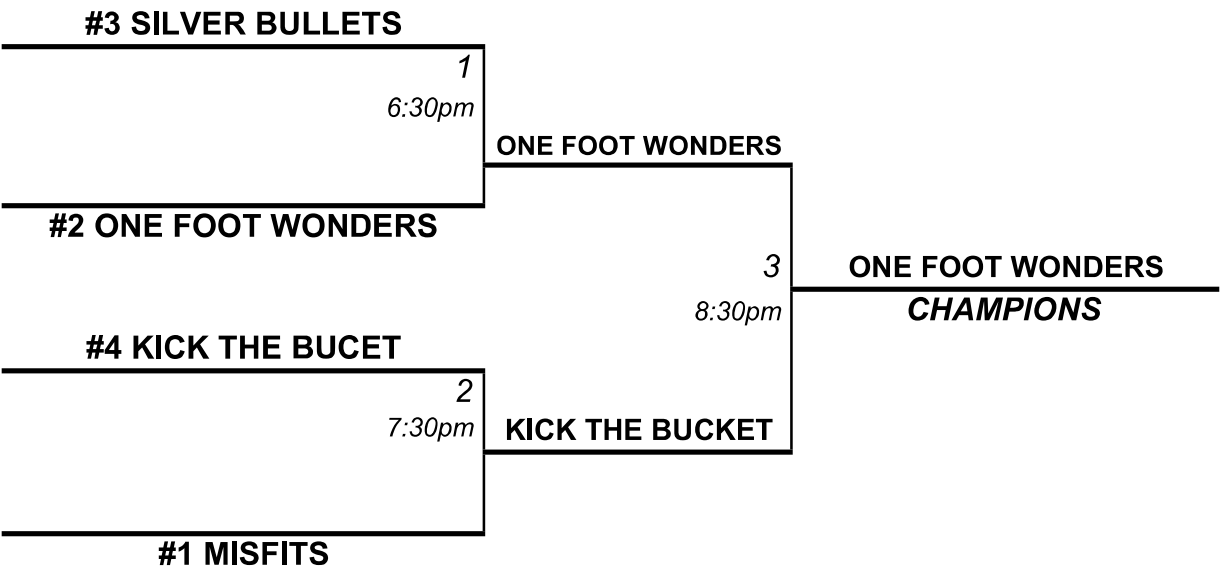 #3 SILVER BULLETS
1
6:30pm
ONE FOOT WONDERS
#2 ONE FOOT WONDERS
3
8:30pm
ONE FOOT WONDERS
CHAMPIONS
#4 KICK THE BUCET
2
7:30pm
KICK THE BUCKET
#1 MISFITS